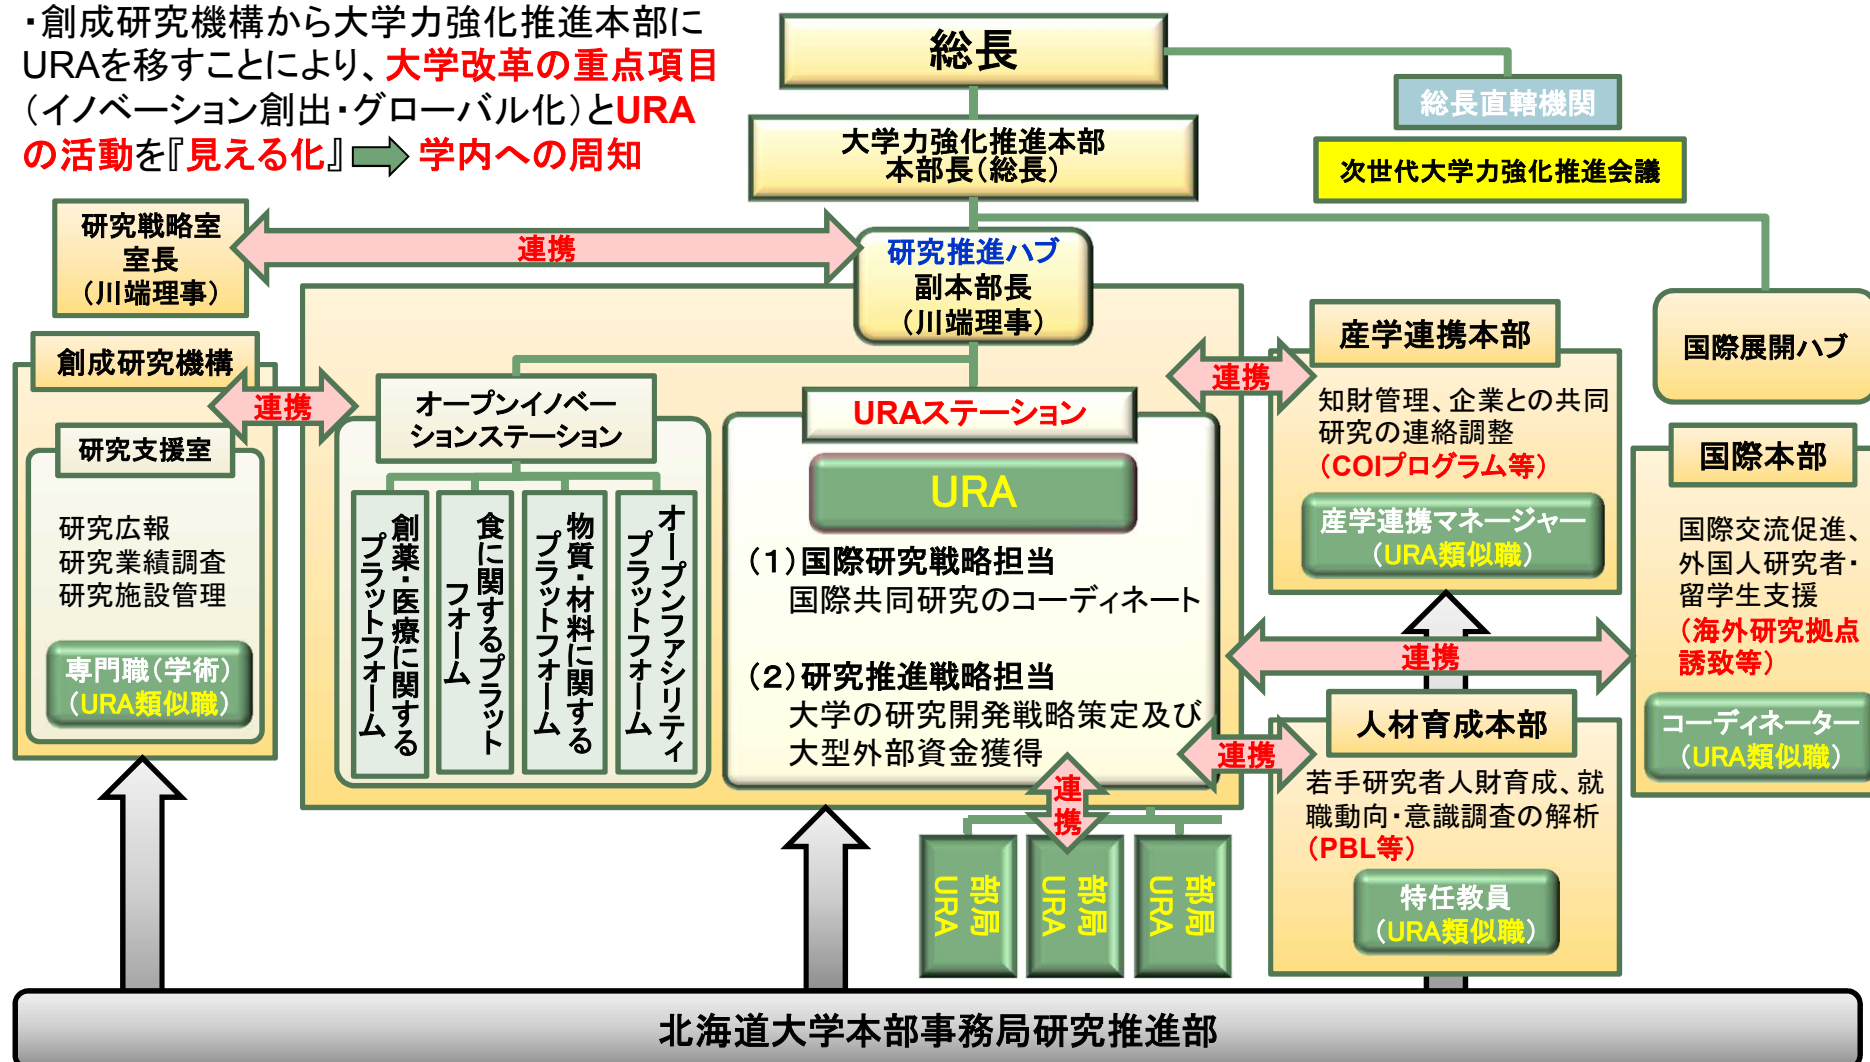 ・創成研究機構から大学力強化推進本部に
URAを移すことにより、大学改革の重点項目
（イノベーション創出・グローバル化）とURA
の活動を『見える化』 学内への周知
総長
総長直轄機関
次世代大学力強化推進会議
大学力強化推進本部
本部長（総長）
研究戦略室
室長
（川端理事）
連携
研究推進ハブ
副本部長
（川端理事）
国際展開ハブ
創成研究機構
連携
研究支援室
研究広報
研究業績調査
研究施設管理
専門職（学術）
（URA類似職）
オープンイノベー
ションステーション
創薬・医療に関する
プラットフォーム
食に関するプラット
フォーム
物質・材料に関する
プラットフォーム
オープンファシリティ
プラットフォーム
URAステーション
URA
（１）国際研究戦略担当
国際共同研究のコーディネート
（２）研究推進戦略担当
大学の研究開発戦略策定及び
大型外部資金獲得
連携
産学連携本部
知財管理、企業との共同
研究の連絡調整
（COIプログラム等）
産学連携マネージャー
（URA類似職）
連携
国際本部
国際交流促進、
外国人研究者・
留学生支援
（海外研究拠点
誘致等）
コーディネーター
（URA類似職）
連携
人材育成本部
若手研究者人財育成、就
職動向・意識調査の解析
（PBL等）
特任教員
（URA類似職）
連携
部局
URA
部局
URA
部局
URA
北海道大学本部事務局研究推進部